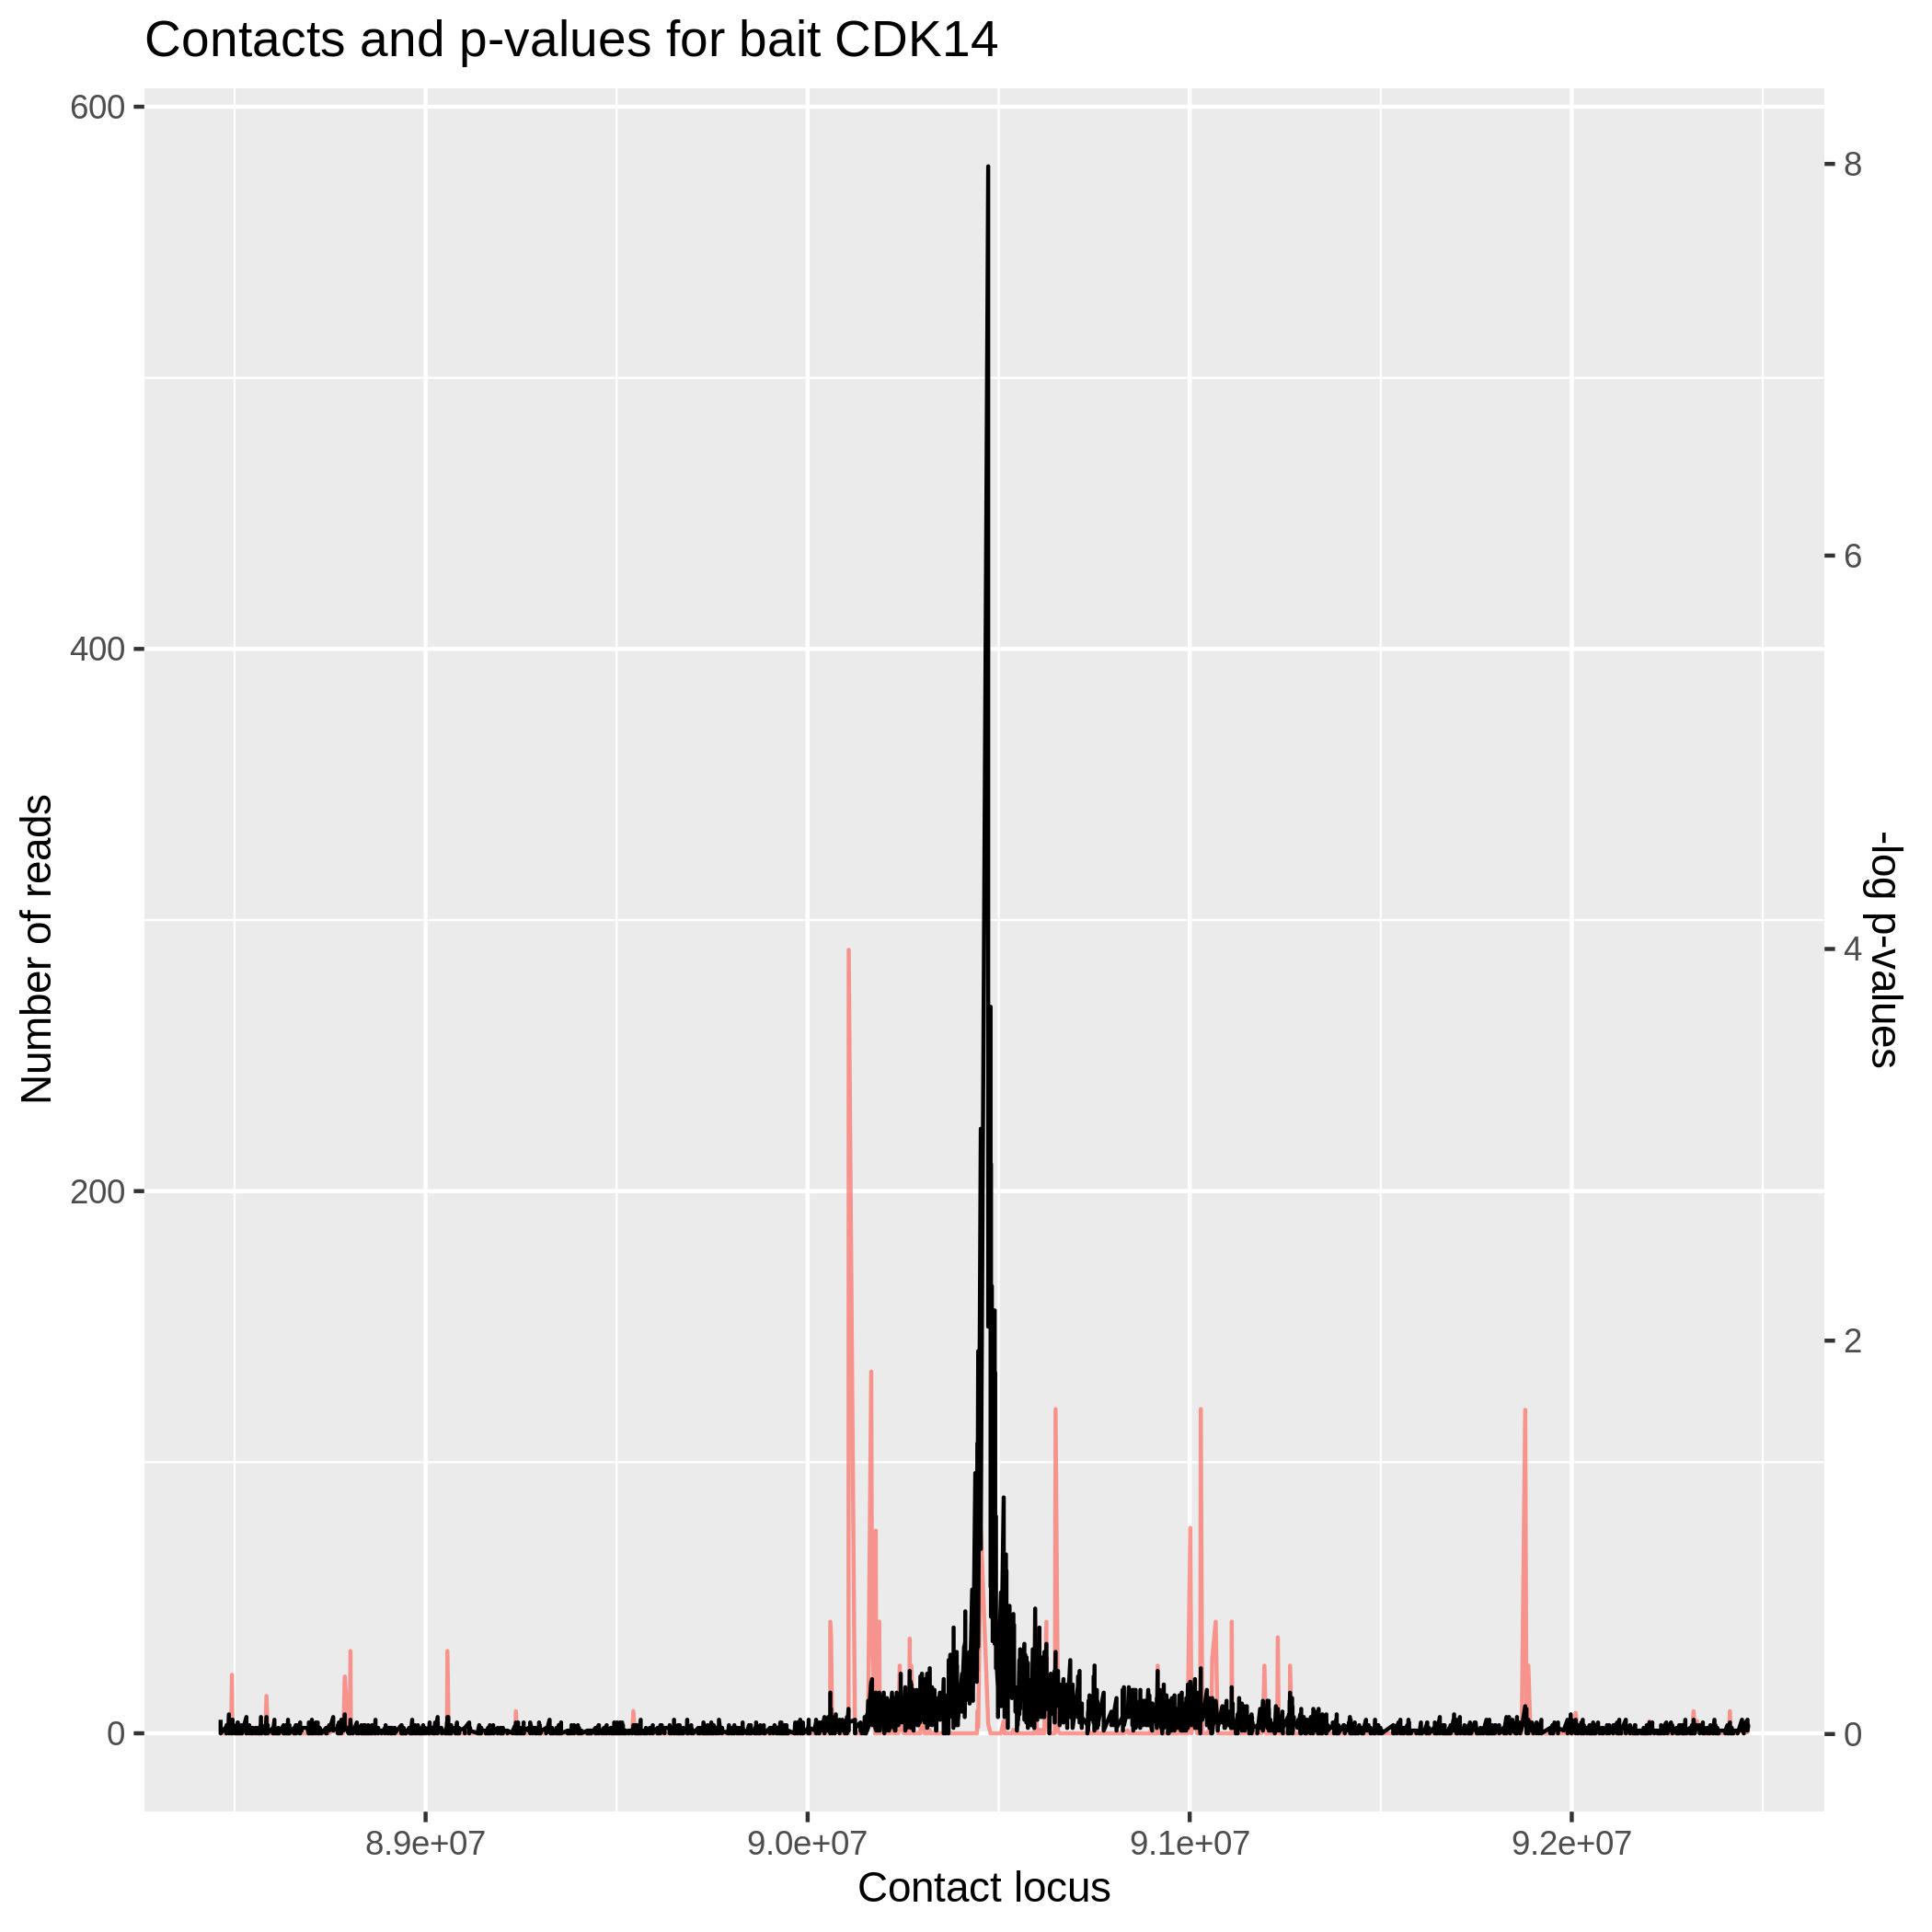 Contacts and p-values for bait CDK14
600
400
200
0
8
6
4
2
0
Number of reads
-log p-values
8.9e+07
9.0e+07
9.1e+07
9.2e+07
Contact locus